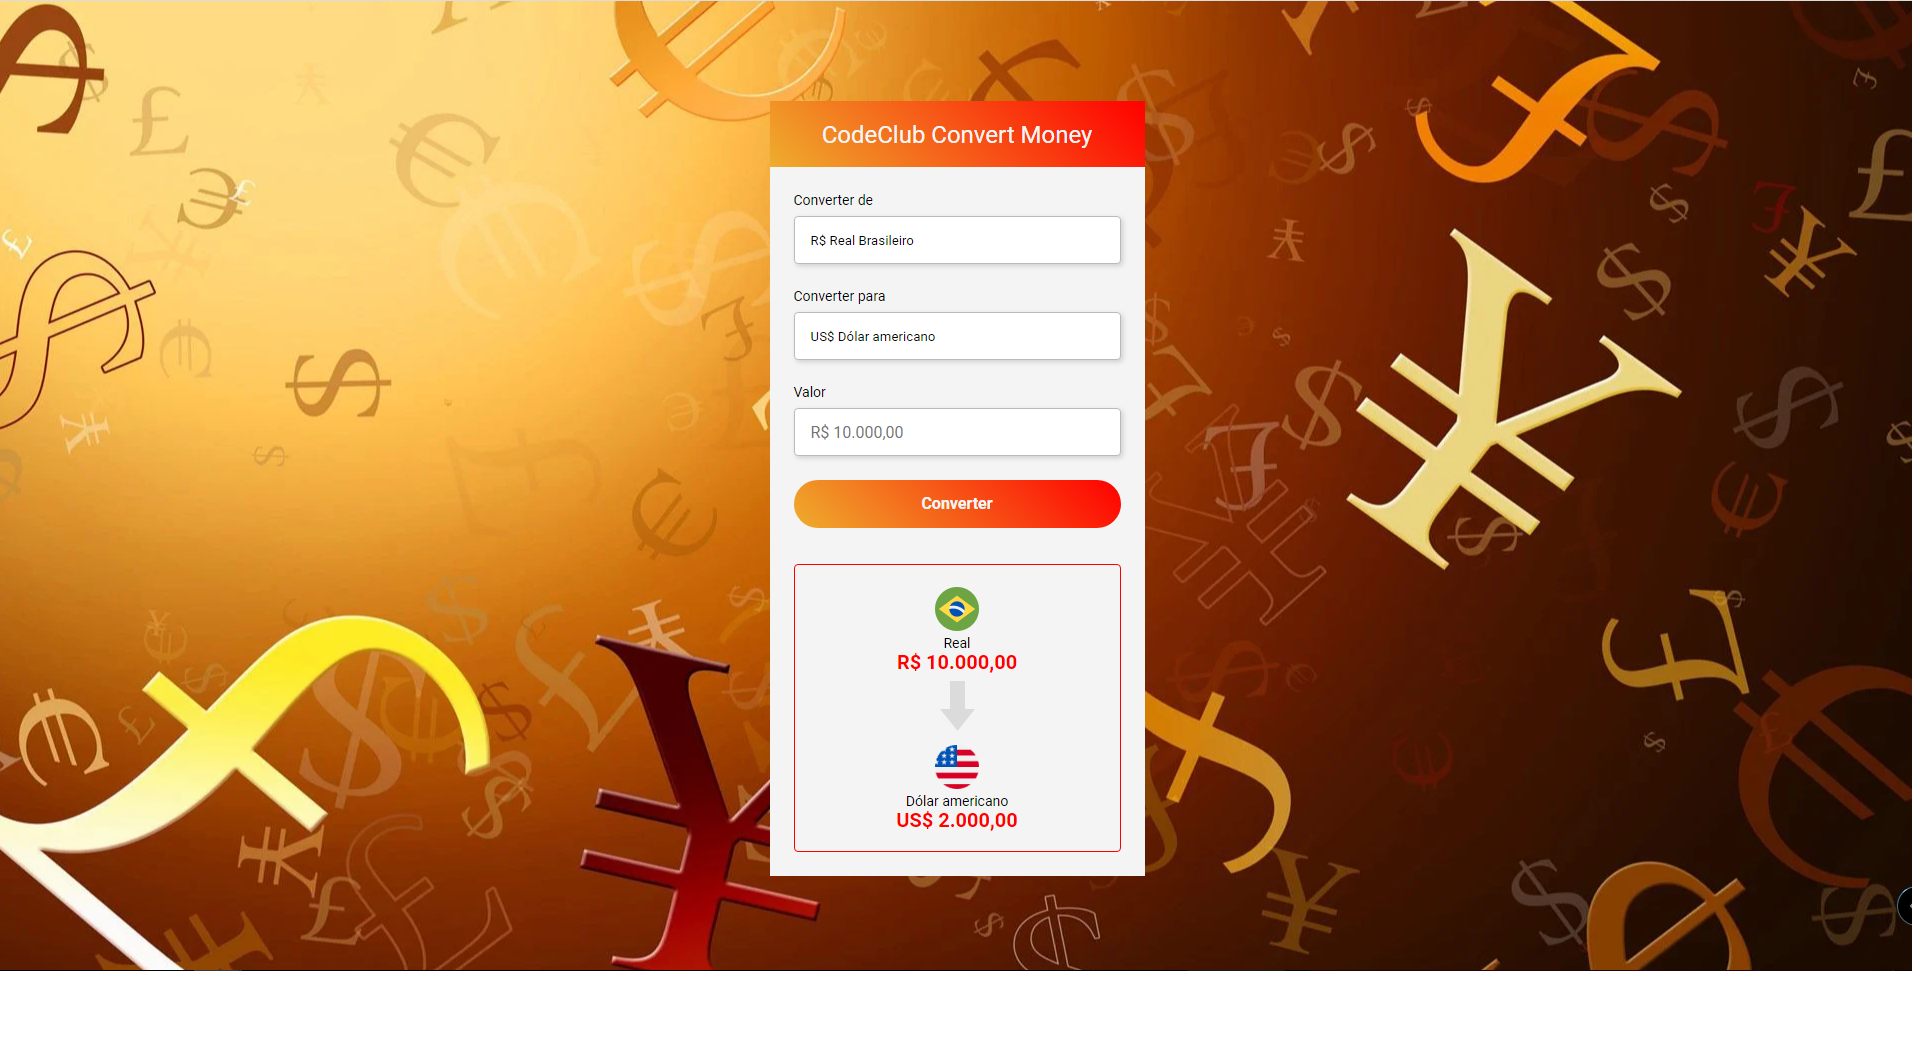 CodeClub Convert Money
Converter de
R$ Real Brasileiro
Converter para
US$ Dólar americano
Valor
R$ 10.000,00
Converter
Real
R$ 10.000,00
Dólar americano
US$ 2.000,00